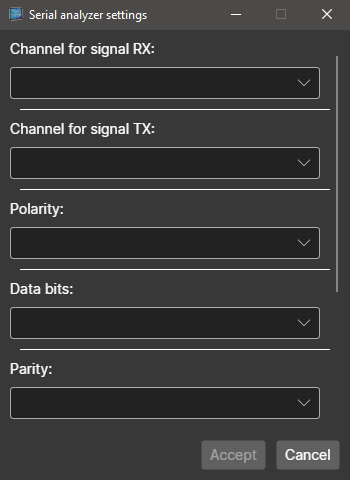 Serial analyzer settings
Channel for signal RX:
Channel for signal TX:
Polarity:
Data bits:
Parity:
Accept
Cancel